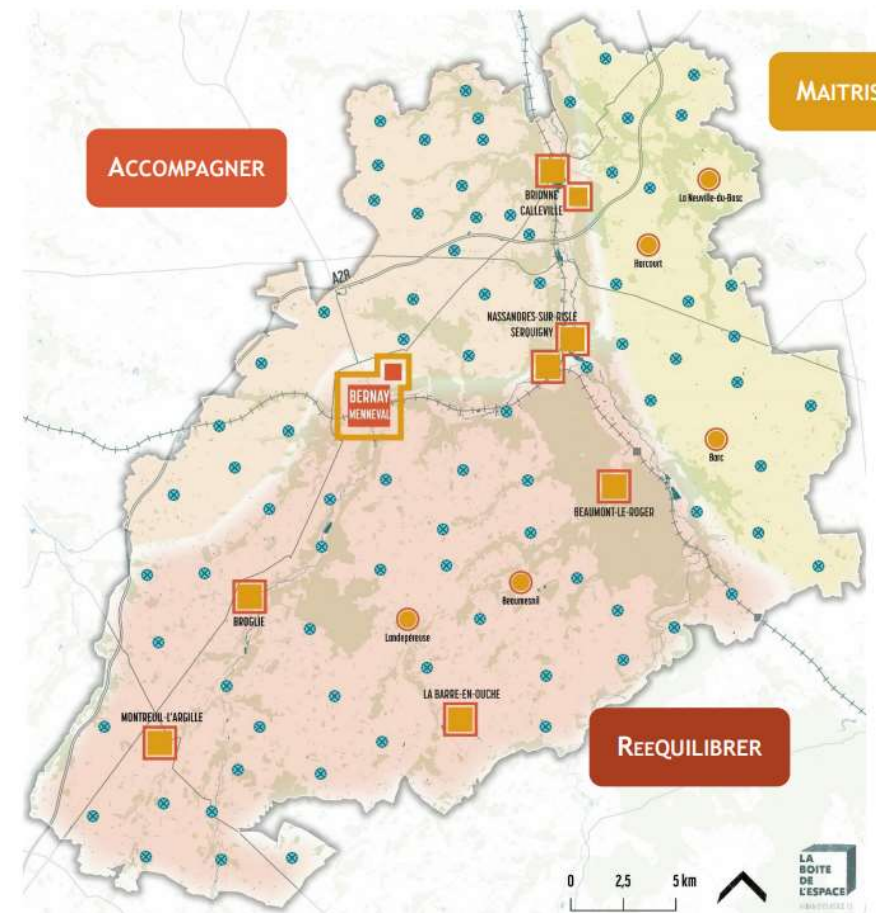 MAITRIS
ACCOMPAGNER
BRIONNE
CALLEVILLE
La Neuville-du-Bosc
Harcourt
A28
NASSANDRES-SUR-RISLE
SERQUIGNY
BERNAY
MENNEVAL
Barc
BEAUMONT-LE-ROGER
Beaumesnil
BROGLIE
Landepéreuse
LA BARRE-EN-OUCHE
MONTREUIL-L'ARGILLE
REEQUILIBRER
0 2,5 5 km
LA
BOITE
DE
L'ESPACE